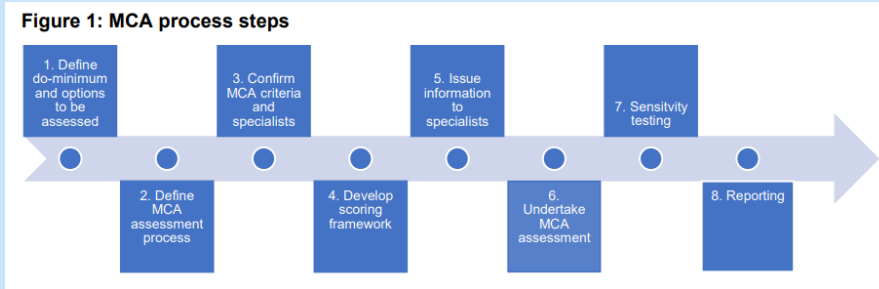 Figure 1: MCA process steps
1. Define
do-minimum
and options
to be
assessed
2. Define
MCA
assessment
process
3. Confirm
MCA criteria
and
specialists
4. Develop
scoring
framework
5. Issue
information
to
specialists
6.
Undertake
MCA
assessment
7. Sensitvity
testing
8. Reporting